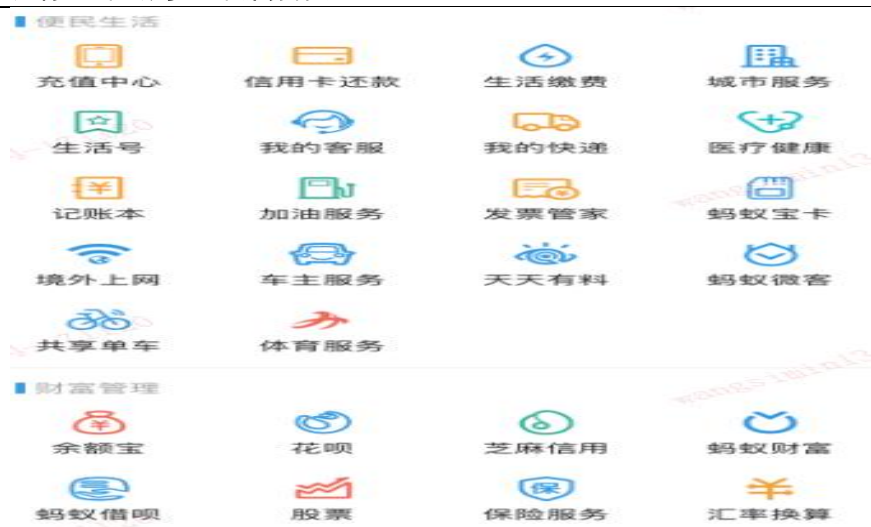 便民生活
充值中心 信用卡还款 生活缴费 城市服务
生活号 我的客服 我的快递 医疗健康
记账本 加油服务 发票管家 蚂蚁宝卡
境外上网 车主服务 天天有料 蚂蚁微客
共享单车 体育服务
财富管理
余额宝 花呗 芝麻信用 蚂蚁财富
保
蚂蚁借呗 股票 保险服务 汇率换算